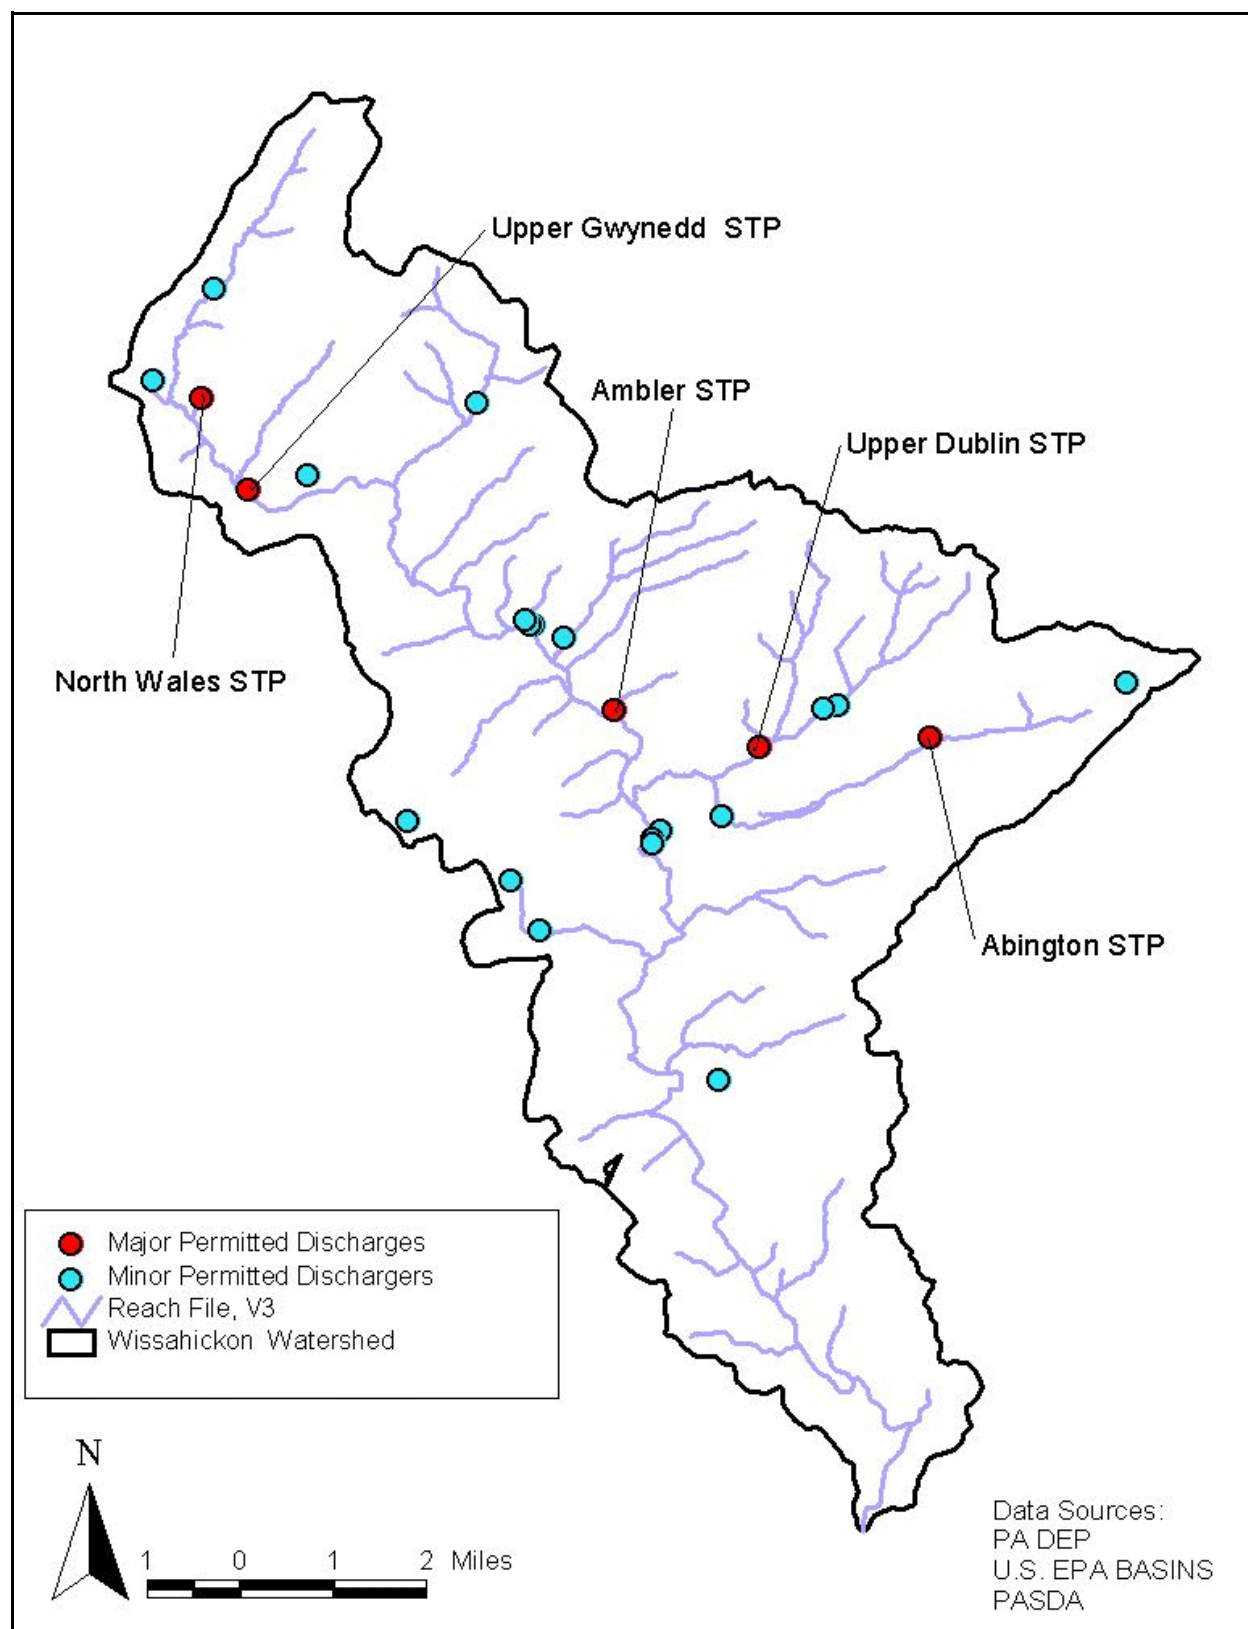 Upper Gwynedd STP
Ambler STP
Upper Dublin STP
North Wales STP
Abington STP
Major Permitted Discharges
Minor Permitted Dischargers
Reach File, V3
Wissahickon Watershed
N
1 0 1 2 Miles
Data Sources:
PA DEP
U.S. EPA BASINS
PASDA